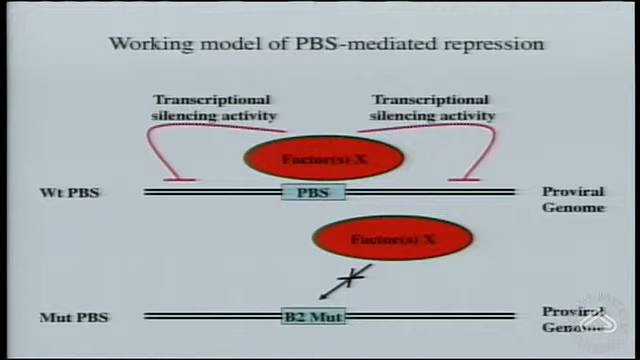 Working model of PBS-mediated repression
Transcriptional
silencing activity
Transcriptional
silencing activity
Factor(s) X
Wt PBS
PBS
Proviral
Genome
Factor(s) X
Mut PBS
B2 Mut
Proviral
Genome